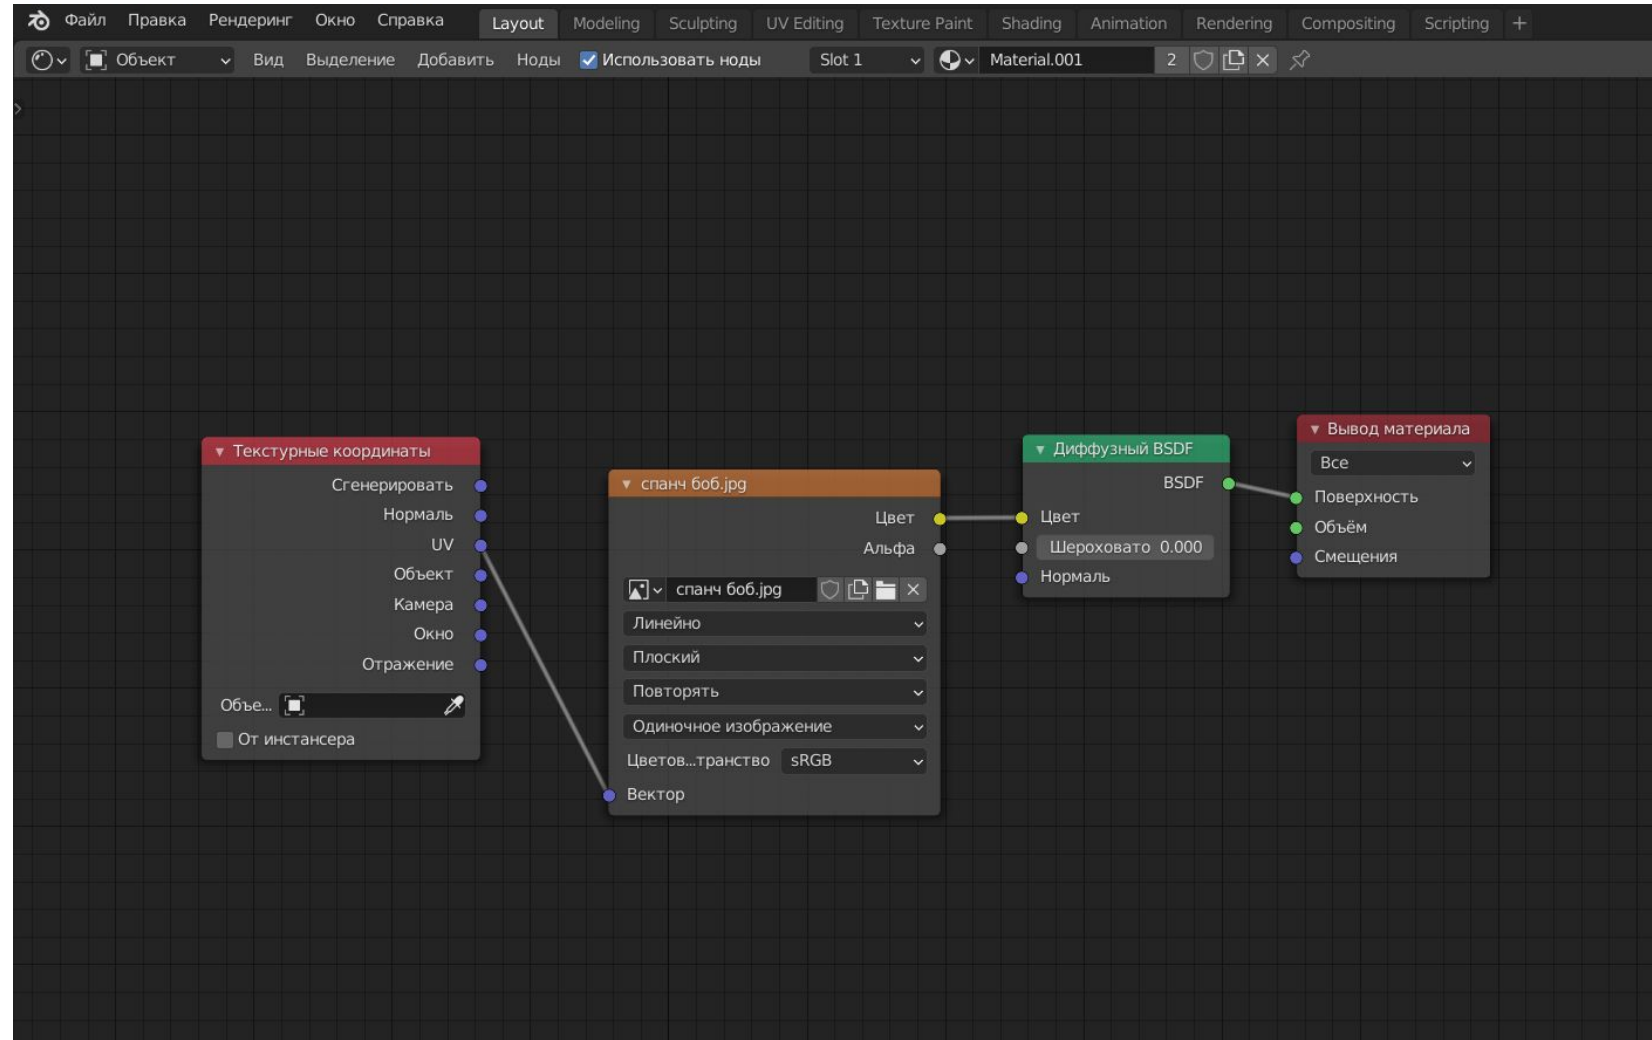 Файл Правка Рендеринг Окно Справка Layout Modeling Sculpting UV Editing Texture Paint Shading Animation Rendering Compositing Scripting +
Объект Вид Выделение Добавить Ноды Использовать ноды Slot 1 Material.001 2
Текстурные координаты
Сгенерировать
Нормаль
UV
Объект
Камера
Окно
Отражение
Объе...
От инстансера
спанч боб.jpg
Цвет
Альфа
спанч боб.jpg
Линейно
Плоский
Повторять
Одиночное изображение
Цветов...транство sRGB
Вектор
Диффузный BSDF
BSDF
Цвет
Шероховато 0.000
Нормаль
Вывод материала
Все
Поверхность
Объём
Смещения